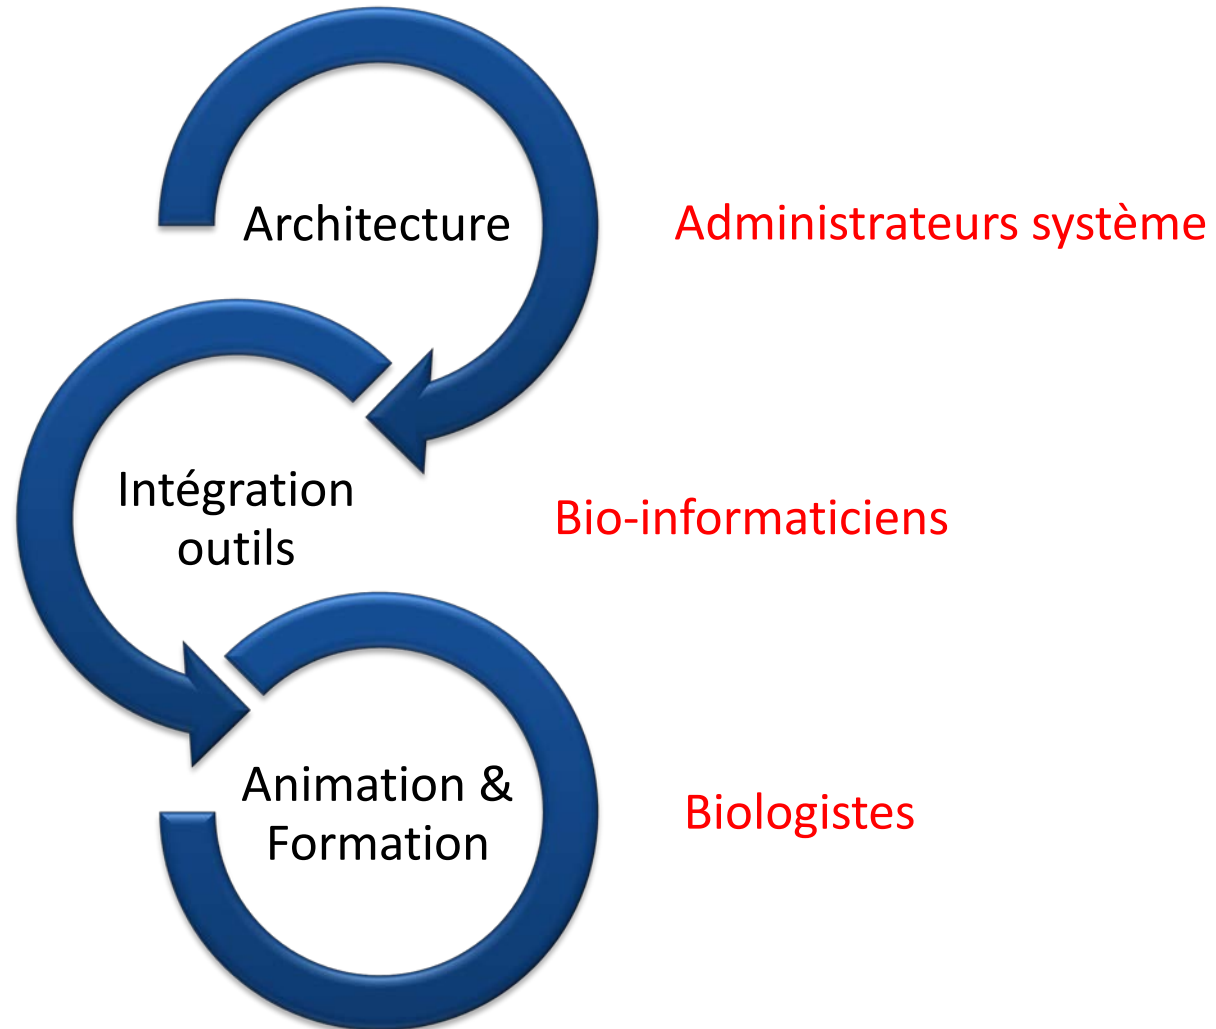 Architecture
Administrateurs système
Intégration
outils
Bio-informaticiens
Animation &
Formation
Biologistes